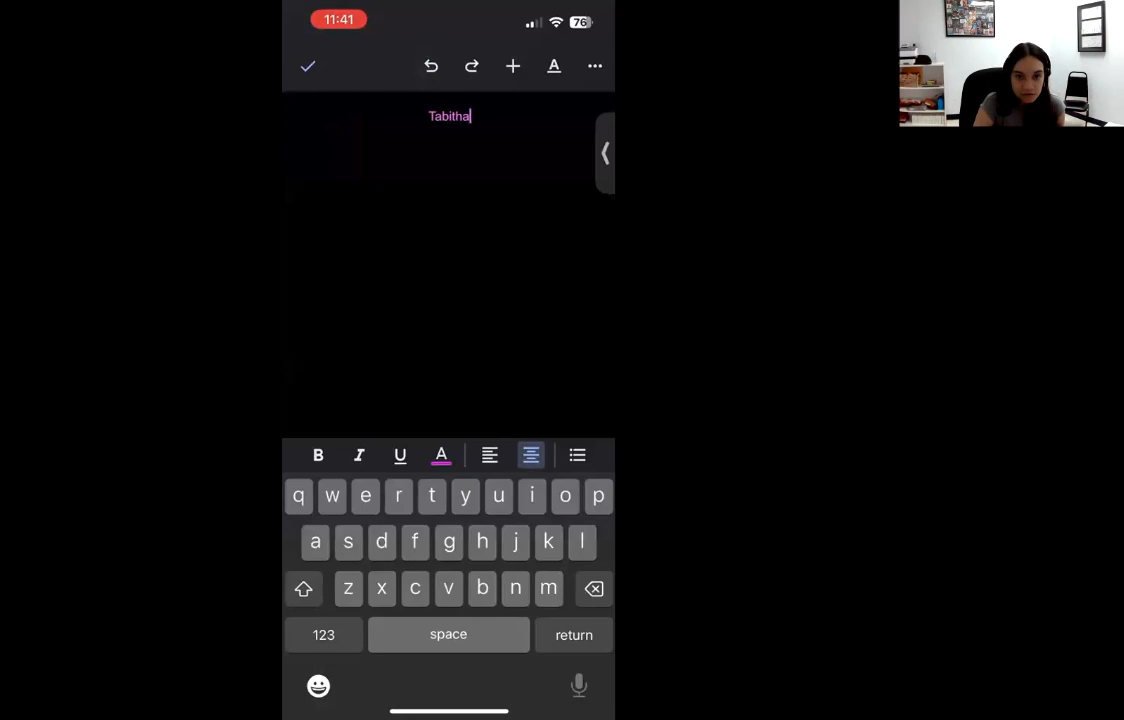 11:41
76
A
Tabitha
B I U A
q w e r t y u i o p
a s d f g h j k l
z x c v b n m
123 space return